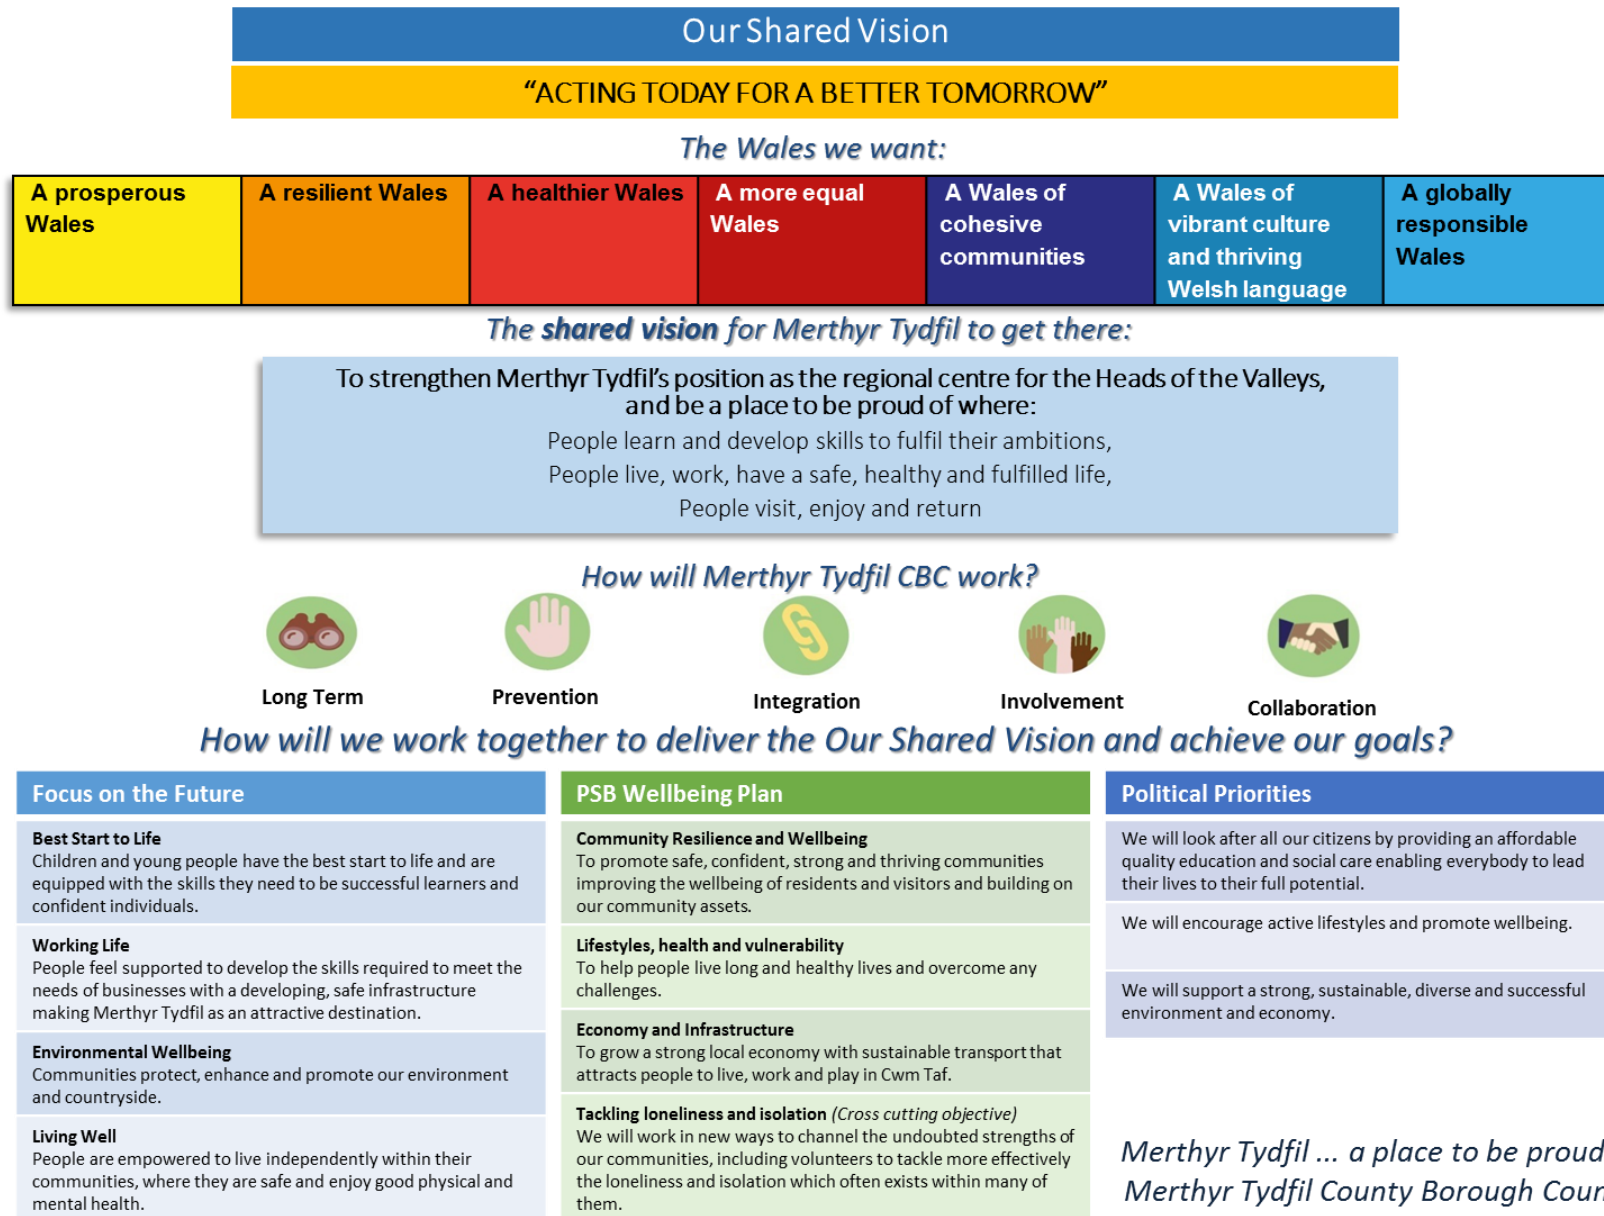 Our Shared Vision
“ACTING TODAY FOR A BETTER TOMORROW”
The Wales we want:
A prosperous
Wales
A resilient Wales
A healthier Wales
A more equal
Wales
A Wales of
cohesive
communities
A Wales of
vibrant culture
and thriving
Welsh language
A globally
responsible
Wales
The shared vision for Merthyr Tydfil to get there:
To strengthen Merthyr Tydfil’s position as the regional centre for the Heads of the Valleys,
and be a place to be proud of where:
People learn and develop skills to fulfil their ambitions,
People live, work, have a safe, healthy and fulfilled life,
People visit, enjoy and return
How will Merthyr Tydfil CBC work?
Long Term
Prevention
Integration
Involvement
Collaboration
How will we work together to deliver the Our Shared Vision and achieve our goals?
Focus on the Future
Best Start to Life
Children and young people have the best start to life and are
equipped with the skills they need to be successful learners and
confident individuals.
Working Life
People feel supported to develop the skills required to meet the
needs of businesses with a developing, safe infrastructure
making Merthyr Tydfil as an attractive destination.
Environmental Wellbeing
Communities protect, enhance and promote our environment
and countryside.
Living Well
People are empowered to live independently within their
communities, where they are safe and enjoy good physical and
mental health.
PSB Wellbeing Plan
Community Resilience and Wellbeing
To promote safe, confident, strong and thriving communities
improving the wellbeing of residents and visitors and building on
our community assets.
Lifestyles, health and vulnerability
To help people live long and healthy lives and overcome any
challenges.
Economy and Infrastructure
To grow a strong local economy with sustainable transport that
attracts people to live, work and play in Cwm Taf.
Tackling loneliness and isolation (Cross cutting objective)
We will work in new ways to channel the undoubted strengths of
our communities, including volunteers to tackle more effectively
the loneliness and isolation which often exists within many of
them.
Political Priorities
We will look after all our citizens by providing an affordable
quality education and social care enabling everybody to lead
their lives to their full potential.
We will encourage active lifestyles and promote wellbeing.
We will support a strong, sustainable, diverse and successful
environment and economy.
Merthyr Tydfil ... a place to be proud
Merthyr Tydfil County Borough Coun